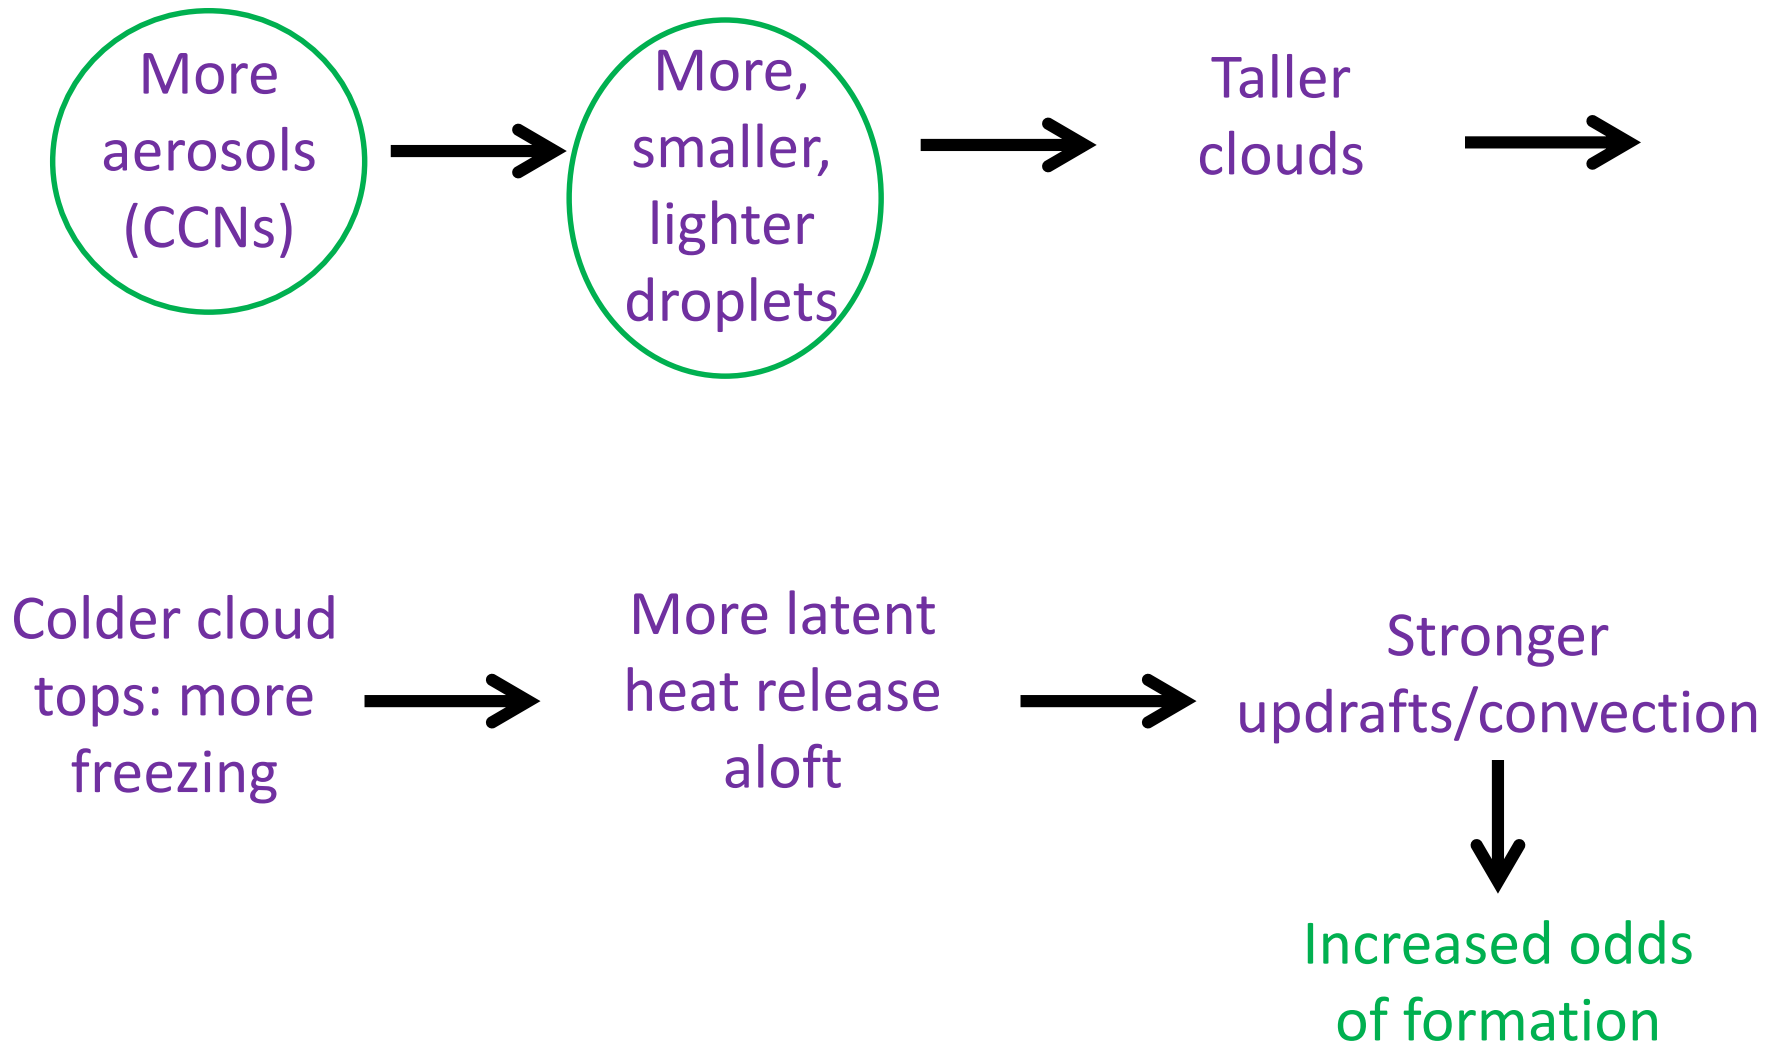 More
aerosols
(CCNs)
More,
smaller,
lighter
droplets
Taller
clouds
Colder cloud
tops: more
freezing
More latent
heat release
aloft
Stronger
updrafts/convection
Increased odds
of formation